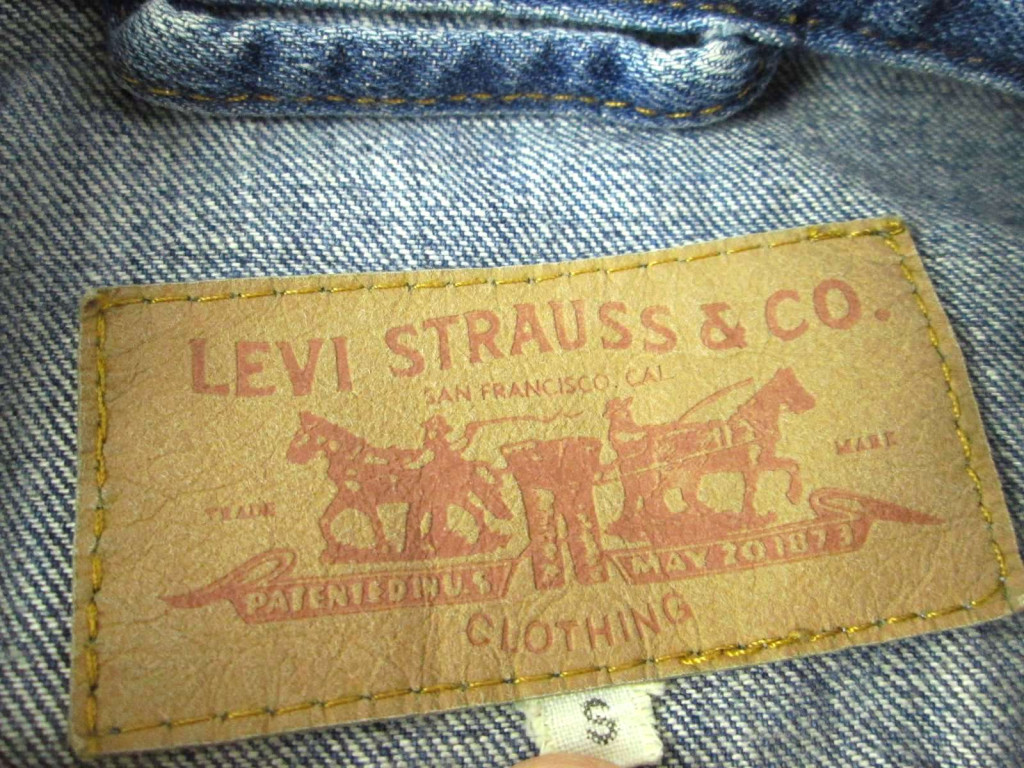 LEVI STRAUSS & CO.
SAN FRANCISCO, CAL
TRADE MARK
PATENTED IN U.S MAY 20 1873
CLOTHING
S